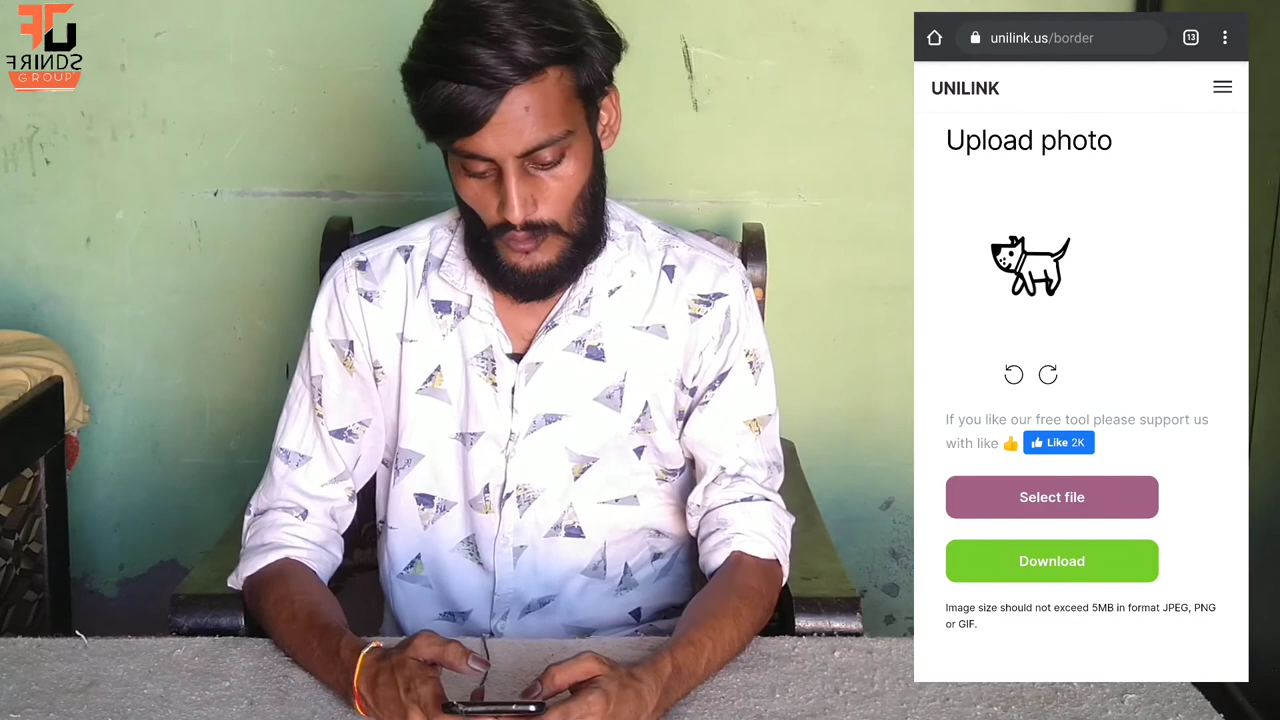 GROUP
unilink.us/border
13
UNILINK
Upload photo
If you like our free tool please support us
with like 👍 Like 2K
Select file
Download
Image size should not exceed 5MB in format JPEG, PNG
or GIF.